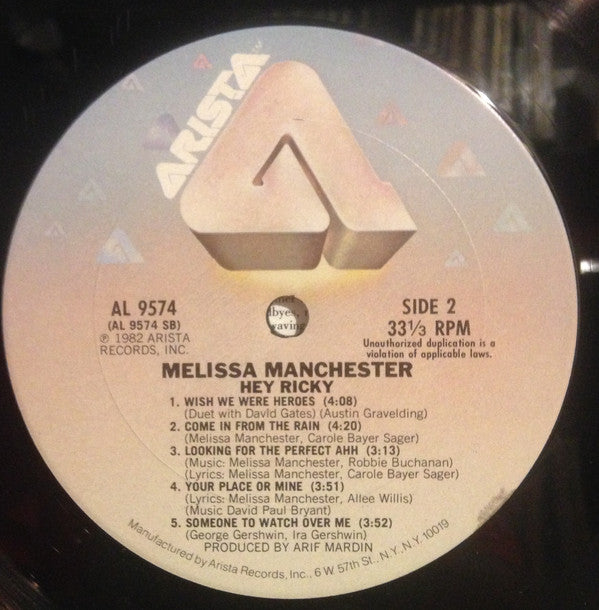 ARISTA
AL 9574
(AL 9574 SB)
℗ 1982 ARISTA
RECORDS, INC.
dbyes,
waving
SIDE 2
33⅓ RPM
Unauthorized duplication is a
violation of applicable laws.
MELISSA MANCHESTER
HEY RICKY
1. WISH WE WERE HEROES (4:08)
(Duet with David Gates) (Austin Gravelding)
2. COME IN FROM THE RAIN (4:20)
(Melissa Manchester, Carole Bayer Sager)
3. LOOKING FOR THE PERFECT AHH (3:13)
(Music: Melissa Manchester, Robbie Buchanan)
(Lyrics: Melissa Manchester, Carole Bayer Sager)
4. YOUR PLACE OR MINE (3:51)
(Lyrics: Melissa Manchester, Allee Willis)
(Music David Paul Bryant)
5. SOMEONE TO WATCH OVER ME (3:52)
(George Gershwin, Ira Gershwin)
PRODUCED BY ARIF MARDIN
Manufactured by Arista Records, Inc., 6 W 57th St., N.Y., N.Y. 10019